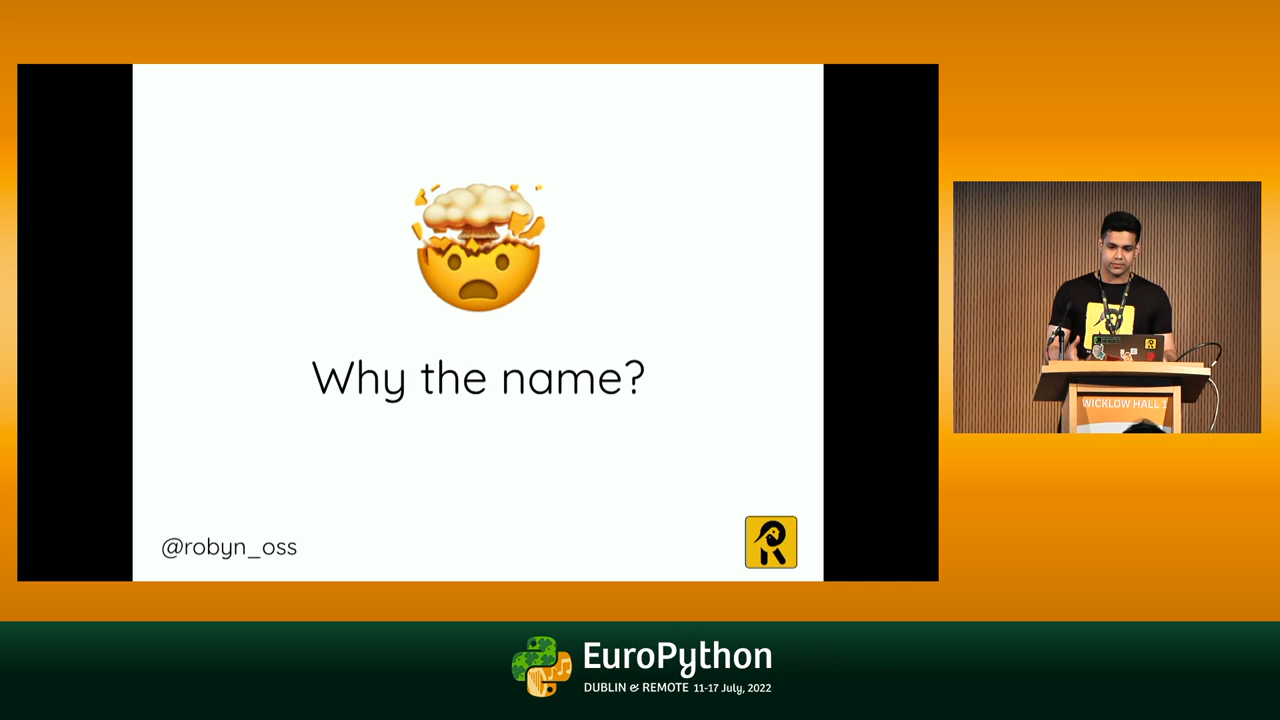 Why the name?
@robyn_oss
WICKLOW HALL 1
EuroPython
DUBLIN & REMOTE 11-17 July, 2022